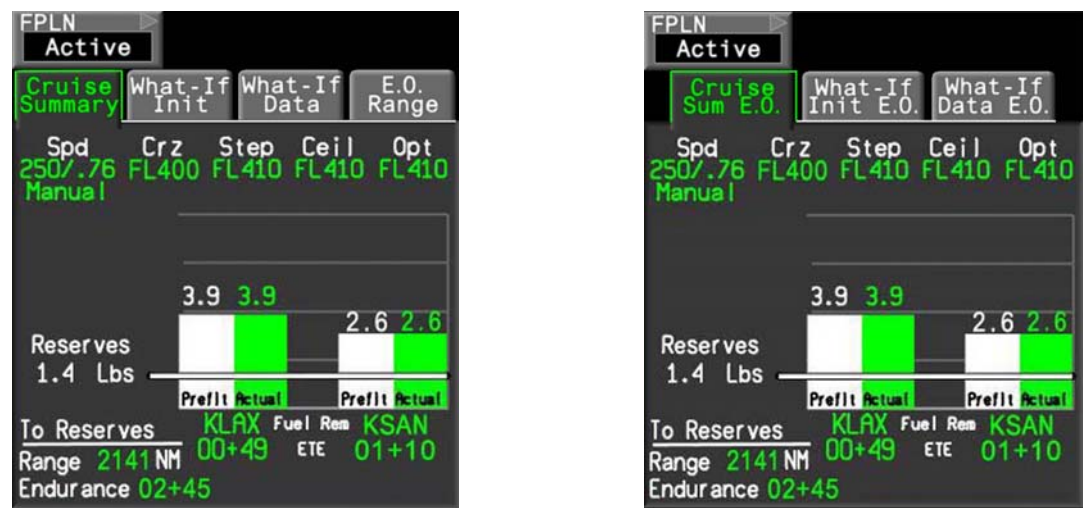 FPLN
Active
Cruise Summary
What-If Init
What-If Data
E.O. Range
Spd Crz Step Ceil Opt
250/.76 FL400 FL410 FL410 FL410
Manual
3.9 3.9
2.6 2.6
Reserves
1.4 Lbs
Preflt Actual Preflt Actual
To Reserves KLAX Fuel Rem KSAN
00+49 ETE 01+10
Range 2141 NM
Endurance 02+45
FPLN
Active
Cruise Sum E.O.
What-If Init E.O.
What-If Data E.O.
Spd Crz Step Ceil Opt
250/.76 FL400 FL410 FL410 FL410
Manual
3.9 3.9
2.6 2.6
Reserves
1.4 Lbs
Preflt Actual Preflt Actual
To Reserves KLAX Fuel Rem KSAN
00+49 ETE 01+10
Range 2141 NM
Endurance 02+45